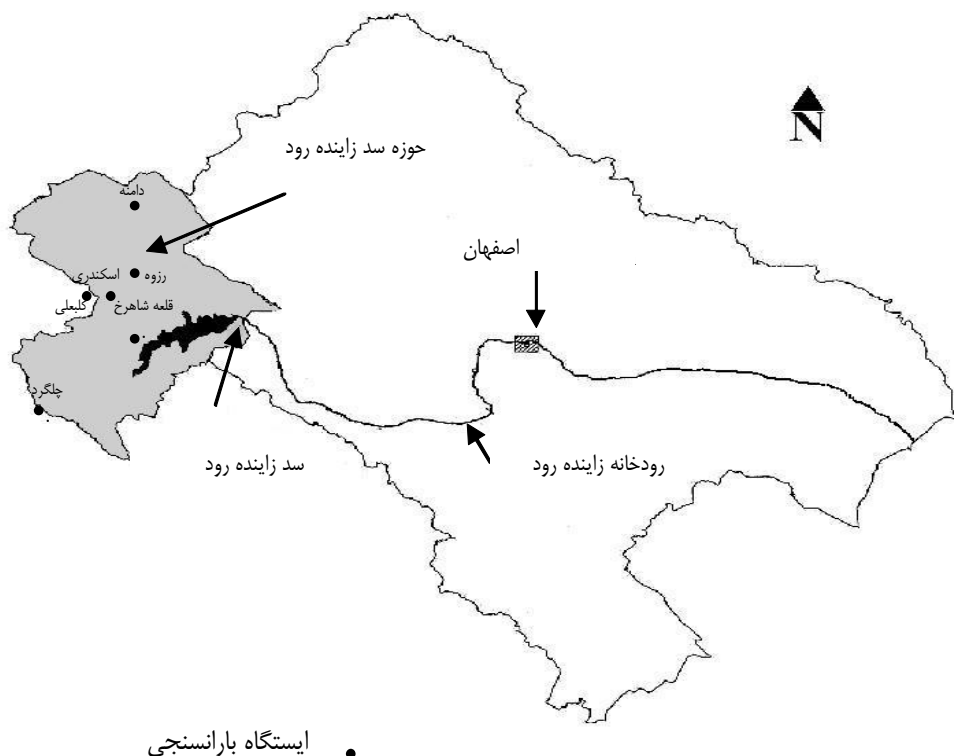 N
حوزه سد زاینده رود
دامنه
اصفهان
رزوه
اسکندری
قلعه شاهرخ
کلبعلی
چلگرد
سد زاینده رود
رودخانه زاینده رود
ایستگاه بارانسنجی